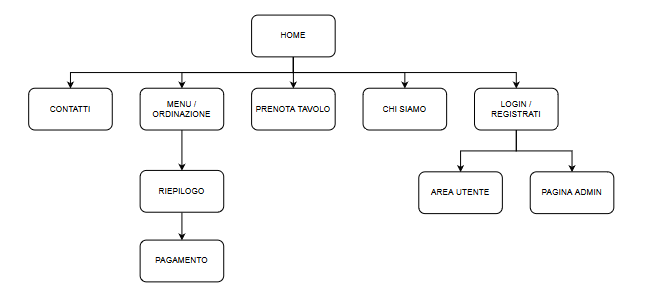 HOME
CONTATTI
MENU /
ORDINAZIONE
PRENOTA TAVOLO
CHI SIAMO
LOGIN /
REGISTRATI
RIEPILOGO
AREA UTENTE
PAGINA ADMIN
PAGAMENTO